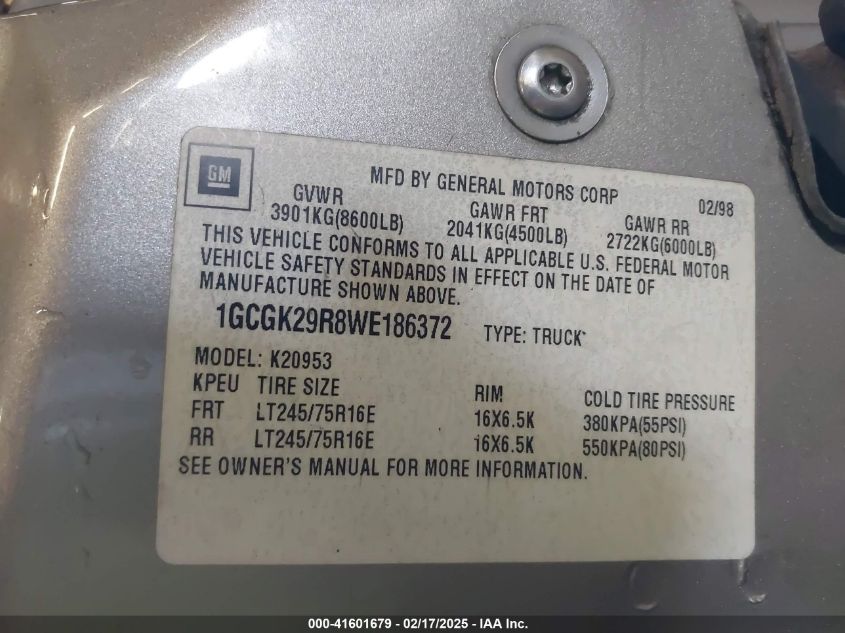 GM
MFD BY GENERAL MOTORS CORP 02/98
GVWR GAWR FRT GAWR RR
3901KG(8600LB) 2041KG(4500LB) 2722KG(6000LB)
THIS VEHICLE CONFORMS TO ALL APPLICABLE U.S. FEDERAL MOTOR
VEHICLE SAFETY STANDARDS IN EFFECT ON THE DATE OF
MANUFACTURE SHOWN ABOVE.
1GCGK29R8WE186372 TYPE: TRUCK
MODEL: K20953
KPEU TIRE SIZE RIM COLD TIRE PRESSURE
FRT LT245/75R16E 16X6.5K 380KPA(55PSI)
RR LT245/75R16E 16X6.5K 550KPA(80PSI)
SEE OWNER'S MANUAL FOR MORE INFORMATION.
000-41601679 - 02/17/2025 - IAA Inc.